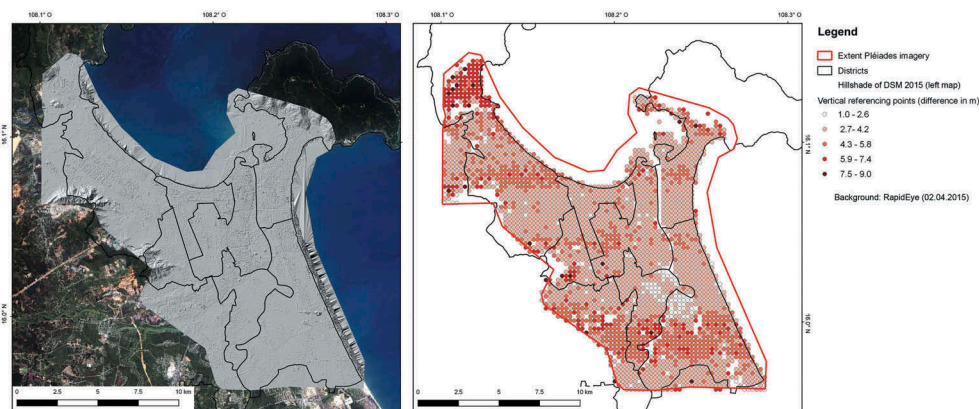 108.1° O
108.2° O
108.3° O
16.1° N
16.0° N
0 2.5 5 7.5 10 km
108.1° O
108.2° O
108.3° O
16.1° N
16.0° N
0 2.5 5 7.5 10 km
Legend
Extent Pléiades imagery
Districts
Hillshade of DSM 2015 (left map)
Vertical referencing points (difference in m)
1.0 - 2.6
2.7- 4.2
4.3 - 5.8
5.9 - 7.4
7.5 - 9.0
Background: RapidEye (02.04.2015)